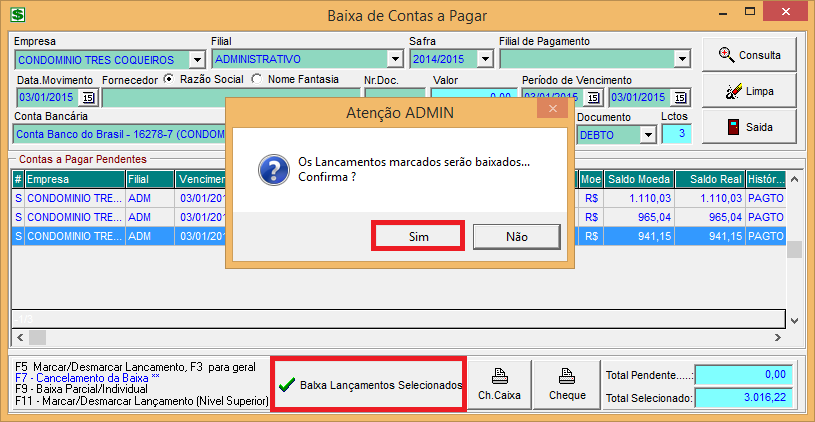 Baixa de Contas a Pagar
Empresa Filial Safra Filial de Pagamento
CONDOMINIO TRES COQUEIROS ADMINISTRATIVO 2014/2015
Consulta
Data.Movimento Fornecedor Razão Social Nome Fantasia Nr.Doc. Valor Período de Vencimento
03/01/2015 15 0,00 03/01/2015 15 03/01/2015 15
Limpa
Conta Bancária Documento Lctos
Conta Banco do Brasil - 16278-7 (CONDOM DEBTO 3
Saida
Atenção ADMIN
Os Lancamentos marcados serão baixados...
Confirma ?
Sim Não
Contas a Pagar Pendentes
# Empresa Filial Vencimen Moe Saldo Moeda Saldo Real Histór...
S CONDOMINIO TRE... ADM 03/01/201 R$ 1.110,03 1.110,03 PAGTO
S CONDOMINIO TRE... ADM 03/01/201 R$ 965,04 965,04 PAGTO
S CONDOMINIO TRE... ADM 03/01/201 R$ 941,15 941,15 PAGTO
F5 Marcar/Desmarcar Lancamento, F3 para geral
F7 - Cancelamento da Baixa **
F9 - Baixa Parcial/Individual
F11 - Marcar/Desmarcar Lançamento (Nivel Superior)
Baixa Lançamentos Selecionados
Ch.Caixa
Cheque
Total Pendente.....: 0,00
Total Selecionado: 3.016,22